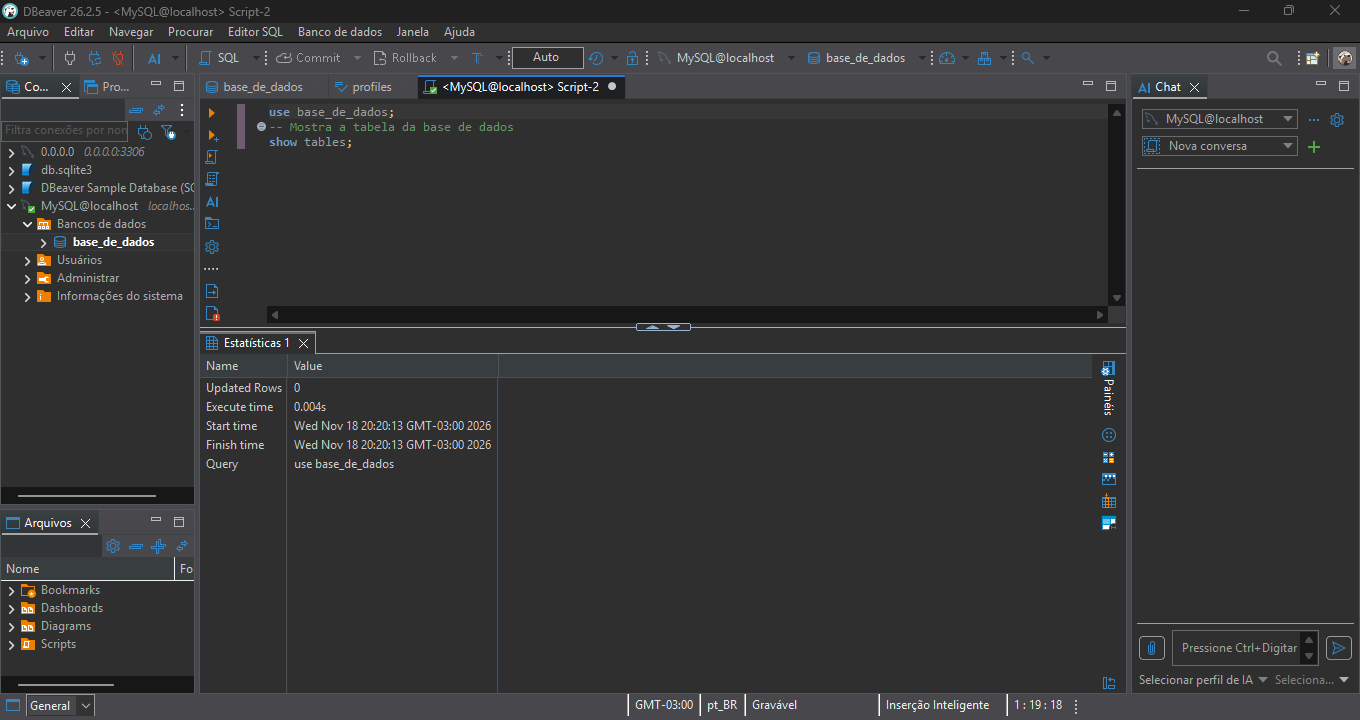 DBeaver 26.2.5 - <MySQL@localhost> Script-2
Arquivo Editar Navegar Procurar Editor SQL Banco de dados Janela Ajuda
AI SQL Commit Rollback T Auto MySQL@localhost base_de_dados
Co... Pro...
base_de_dados profiles <MySQL@localhost> Script-2
AI Chat
Filtra conexões por nom
0.0.0.0 0.0.0.0:3306
db.sqlite3
DBeaver Sample Database (SQ
MySQL@localhost localhos...
Bancos de dados
base_de_dados
Usuários
Administrar
Informações do sistema
use base_de_dados;
-- Mostra a tabela da base de dados
show tables;
AI
MySQL@localhost
Nova conversa
Estatísticas 1
Name Value
Updated Rows 0
Execute time 0.004s
Start time Wed Nov 18 20:20:13 GMT-03:00 2026
Finish time Wed Nov 18 20:20:13 GMT-03:00 2026
Query use base_de_dados
Painéis
Arquivos
Nome Fo
Bookmarks
Dashboards
Diagrams
Scripts
Pressione Ctrl+Digitar
Selecionar perfil de IA Seleciona...
General
GMT-03:00 pt_BR Gravável Inserção Inteligente 1 : 19 : 18